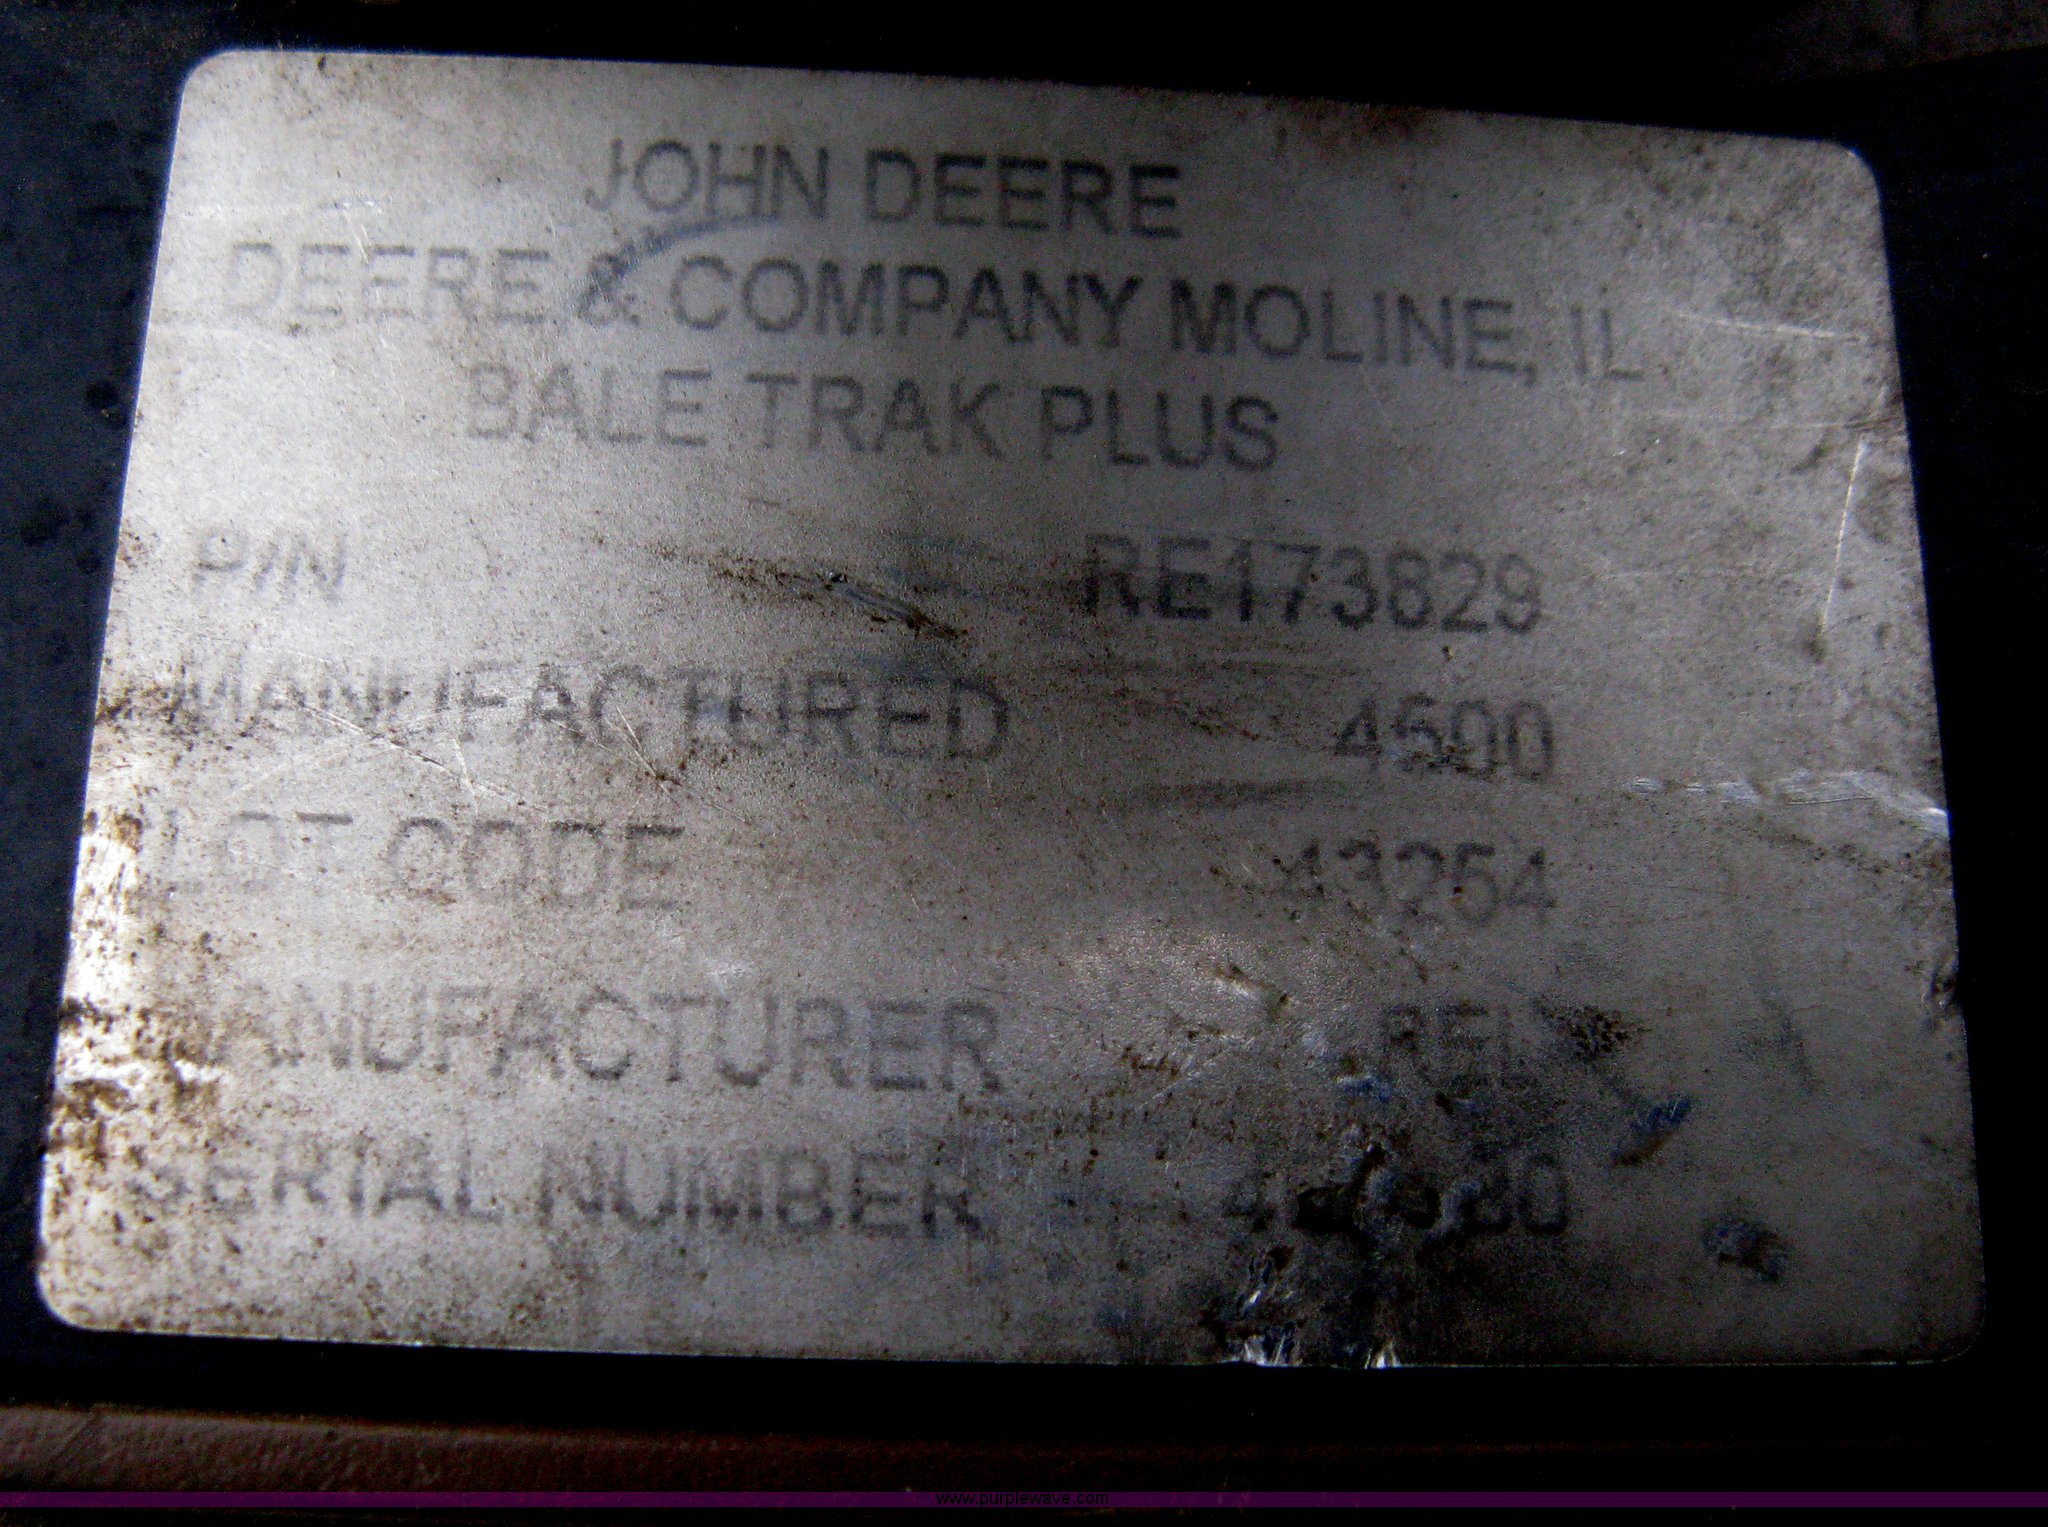 JOHN DEERE
DEERE & COMPANY MOLINE, IL
BALE TRAK PLUS
P/N RE173829
MANUFACTURED 4500
LOT CODE 43254
MANUFACTURER
SERIAL NUMBER
www.purplewave.com